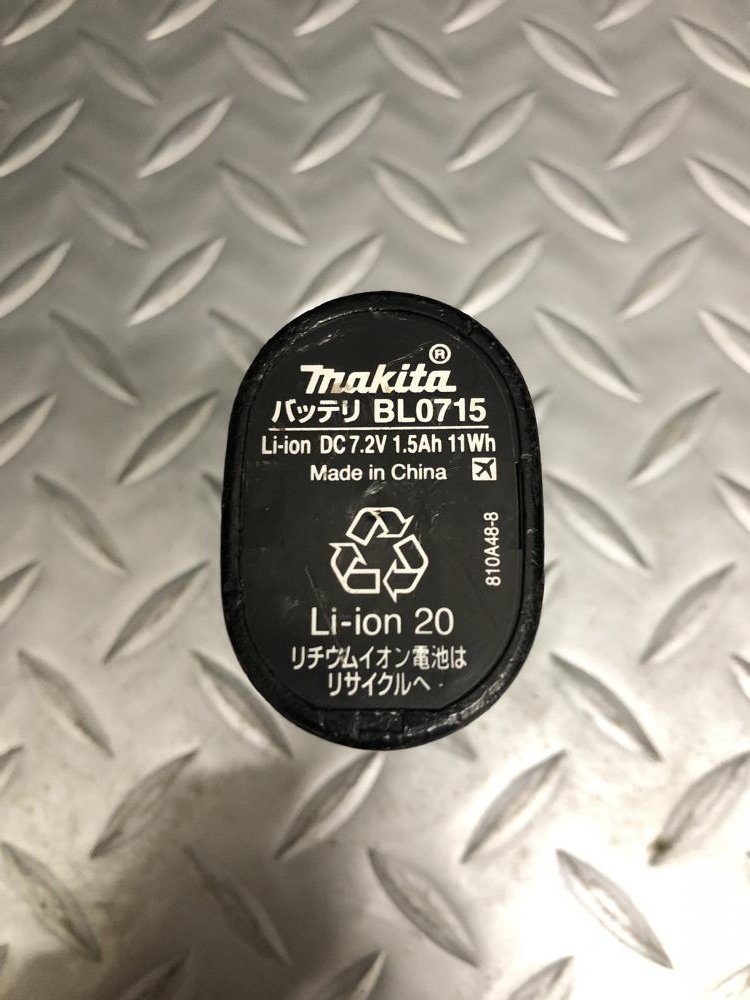 makita®
バッテリ BL0715
Li-ion DC 7.2V 1.5Ah 11Wh
Made in China
810A48-8
Li-ion 20
リチウムイオン電池は
リサイクルへ